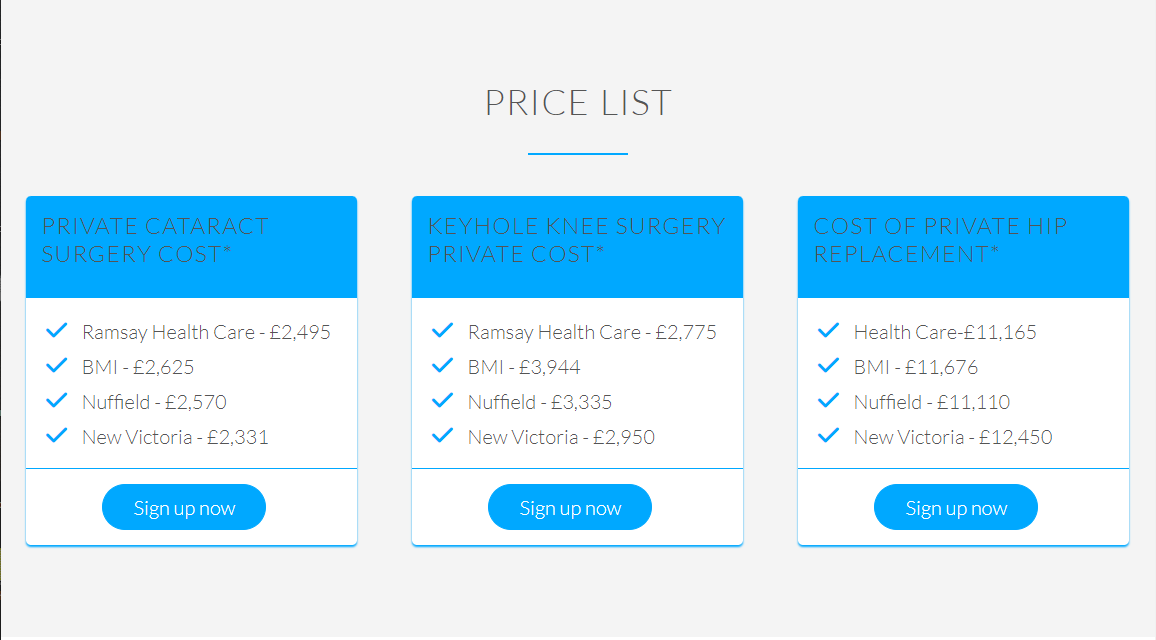 PRICE LIST
PRIVATE CATARACT
SURGERY COST*
Ramsay Health Care - £2,495
BMI - £2,625
Nuffield - £2,570
New Victoria - £2,331
Sign up now
KEYHOLE KNEE SURGERY
PRIVATE COST*
Ramsay Health Care - £2,775
BMI - £3,944
Nuffield - £3,335
New Victoria - £2,950
Sign up now
COST OF PRIVATE HIP
REPLACEMENT*
Health Care-£11,165
BMI - £11,676
Nuffield - £11,110
New Victoria - £12,450
Sign up now